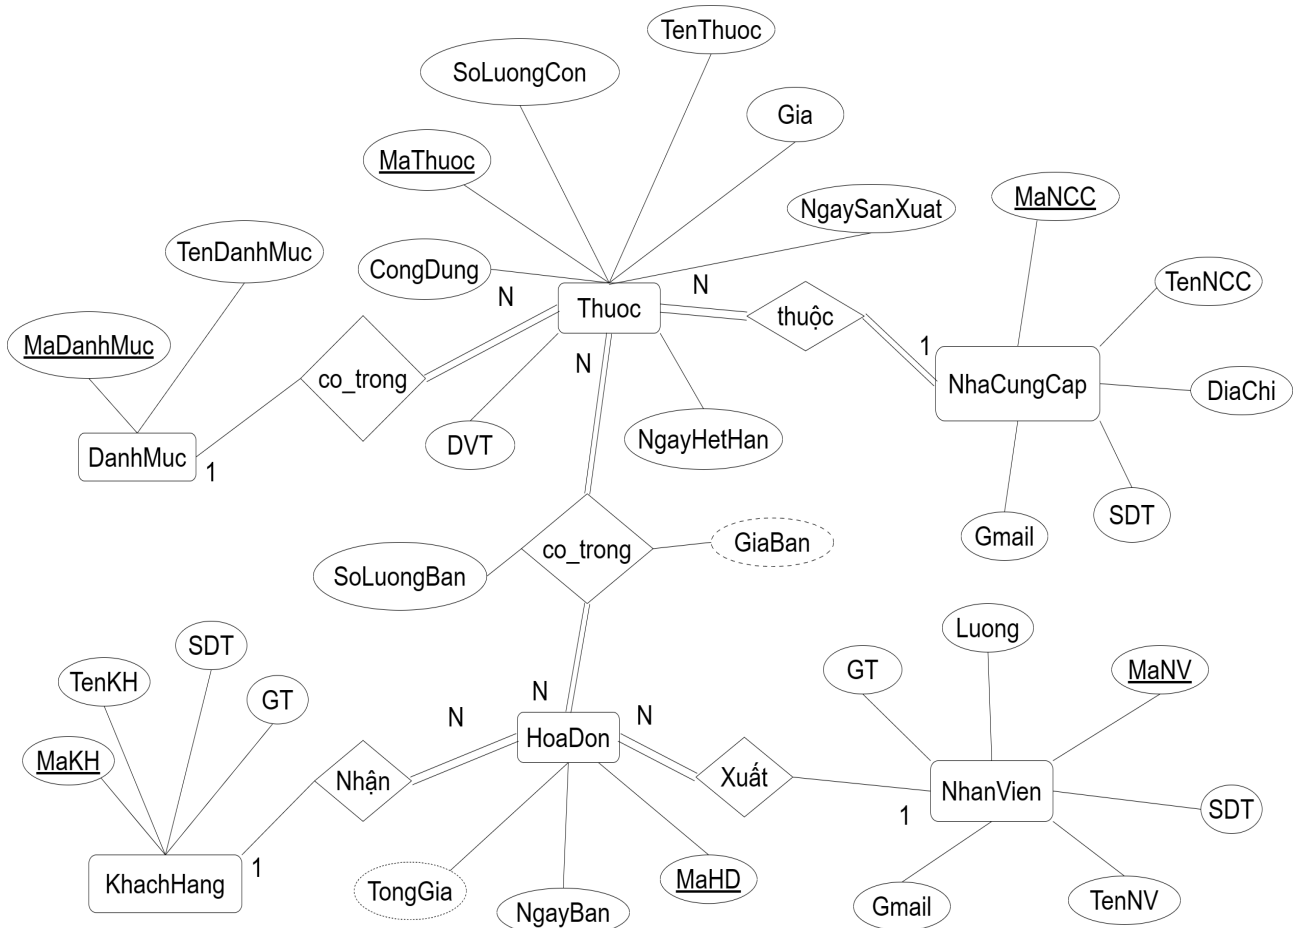 TenThuoc
SoLuongCon
Gia
MaThuoc
MaNCC
NgaySanXuat
TenDanhMuc
CongDung
TenNCC
N
N
Thuoc
thuộc
MaDanhMuc
1
N
co_trong
NhaCungCap
DiaChi
DVT
NgayHetHan
DanhMuc
1
SDT
Gmail
co_trong
GiaBan
SoLuongBan
Luong
SDT
GT
MaNV
TenKH
GT
N
N
N
HoaDon
MaKH
Nhận
Xuất
NhanVien
SDT
1
1
KhachHang
TongGia
MaHD
TenNV
Gmail
NgayBan